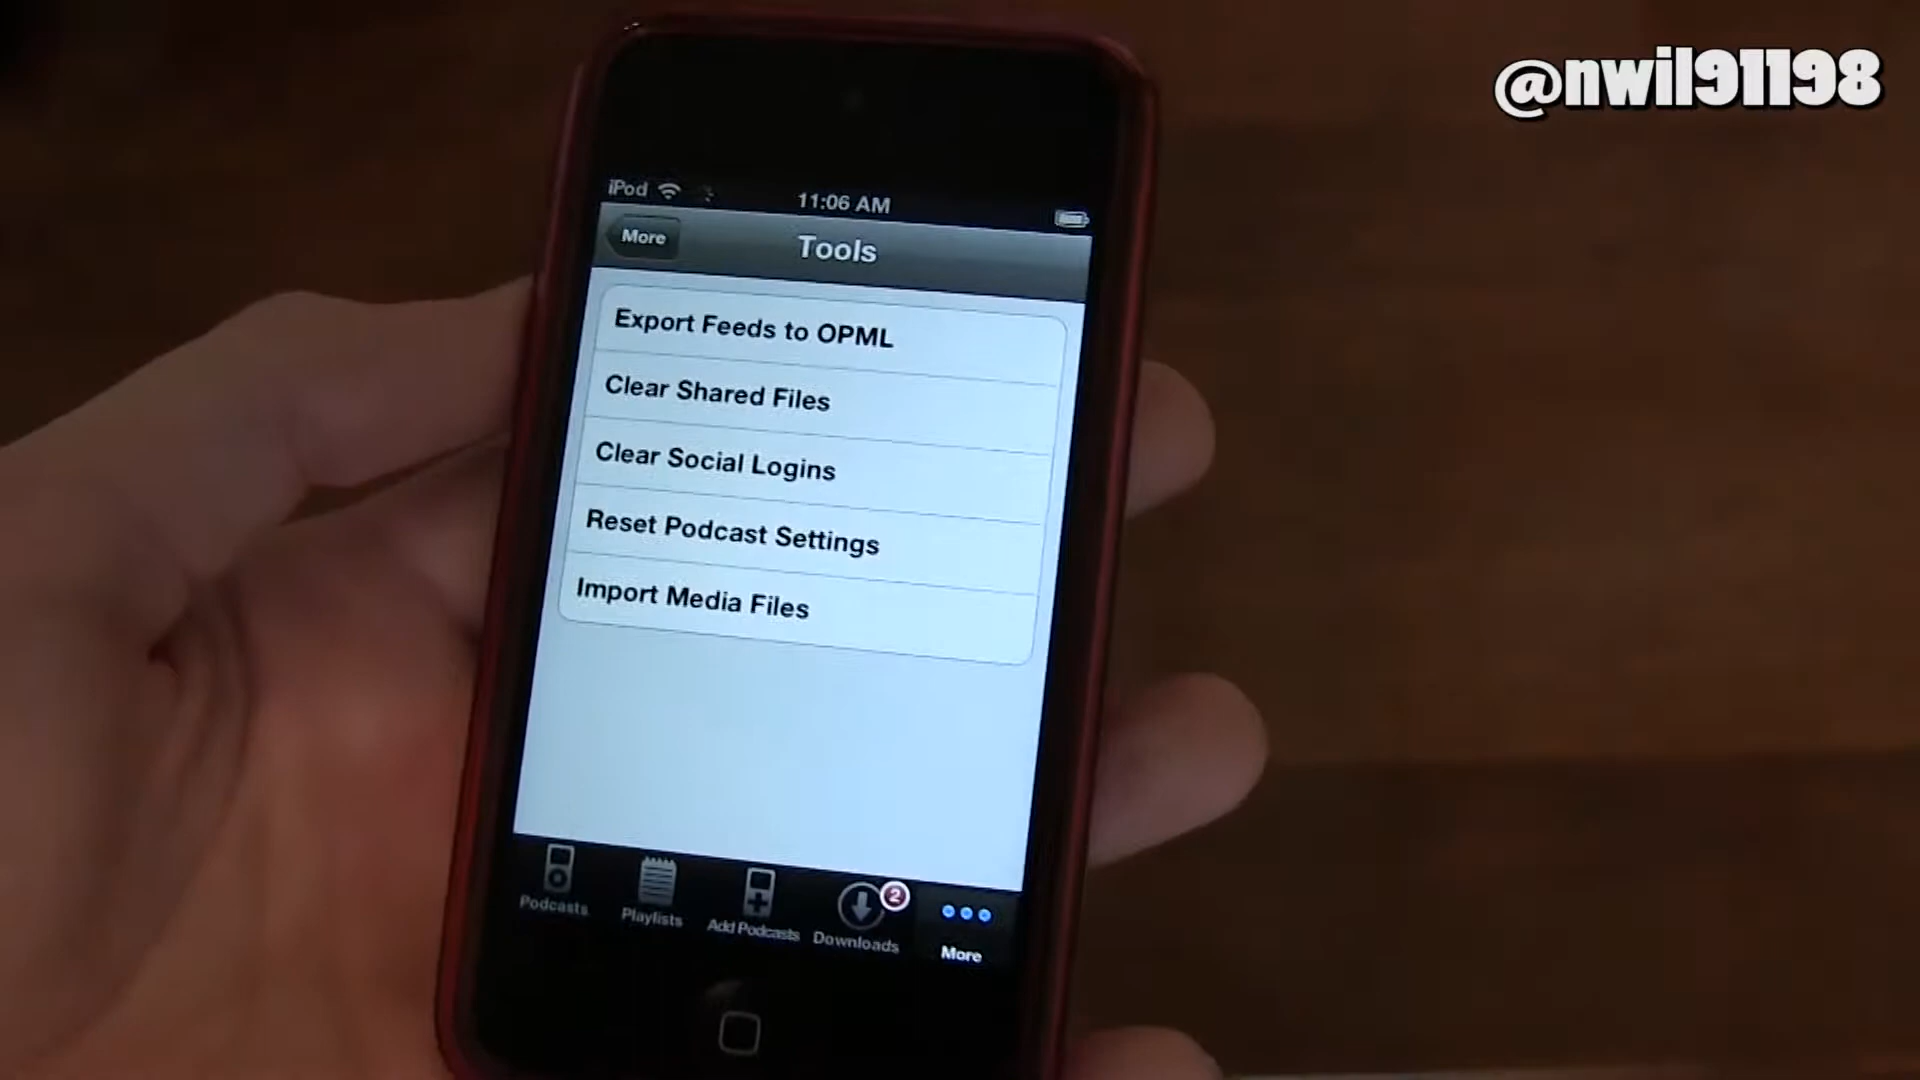 @nwil91198
iPod
11:06 AM
More
Tools
Export Feeds to OPML
Clear Shared Files
Clear Social Logins
Reset Podcast Settings
Import Media Files
2
Podcasts
Playlists
Add Podcasts
Downloads
More